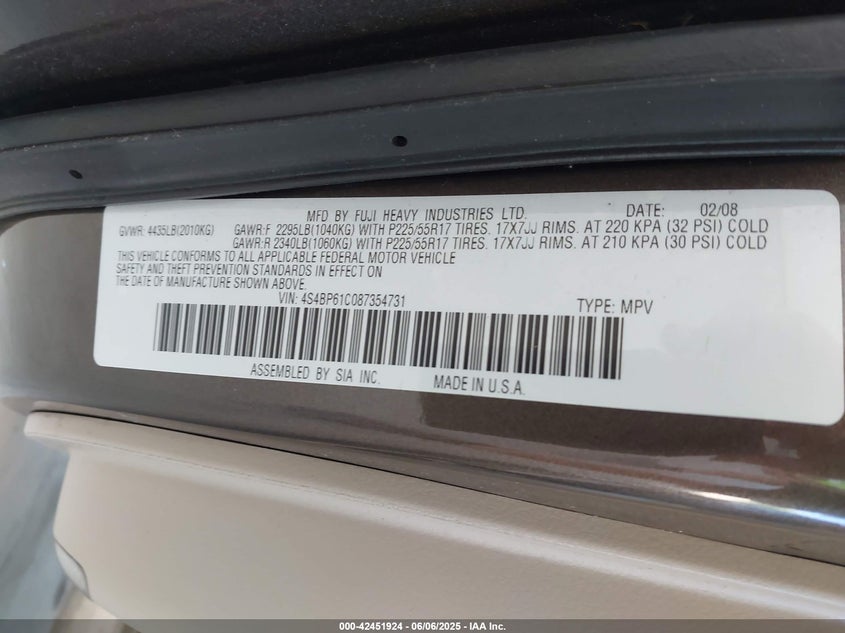 MFD BY FUJI HEAVY INDUSTRIES LTD. DATE: 02/08
GVWR: 4435LB(2010KG) GAWR:F 2295LB(1040KG) WITH P225/55R17 TIRES. 17X7JJ RIMS. AT 220 KPA (32 PSI) COLD
GAWR:R 2340LB(1060KG) WITH P225/55R17 TIRES. 17X7JJ RIMS. AT 210 KPA (30 PSI) COLD
THIS VEHICLE CONFORMS TO ALL APPLICABLE FEDERAL MOTOR VEHICLE
SAFETY AND THEFT PREVENTION STANDARDS IN EFFECT ON
THE DATE OF MANUFACTURE SHOWN ABOVE.
VIN: 4S4BP61C087354731 TYPE: MPV
ASSEMBLED BY SIA INC. MADE IN U.S.A.
000-42451924 | 06/06/2025 - IAA Inc.